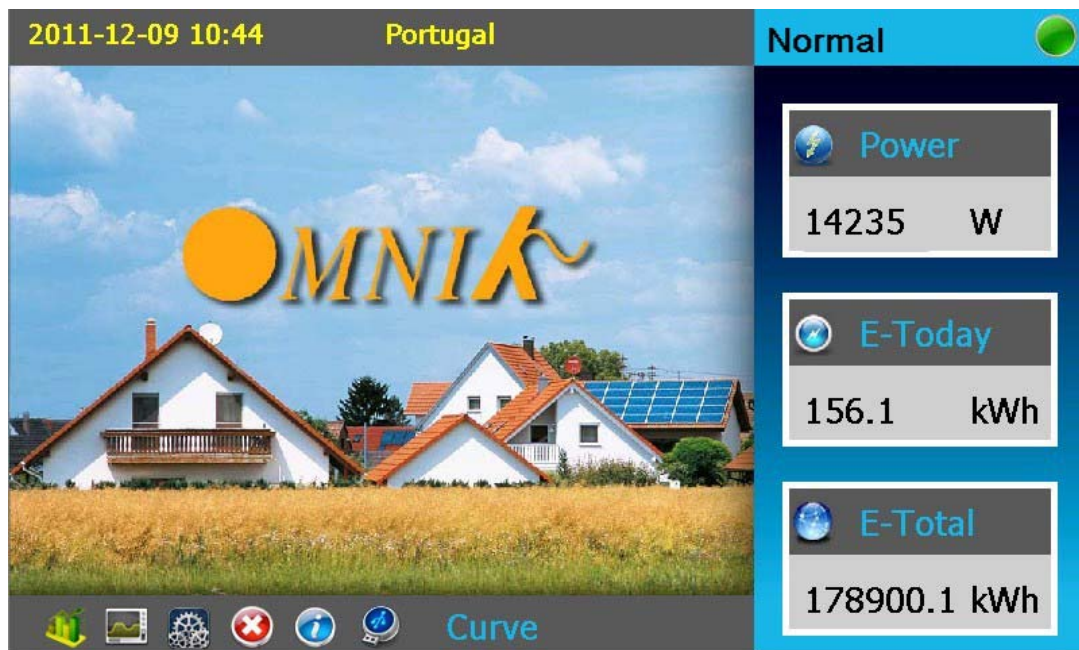 2011-12-09 10:44 Portugal
Normal
OMNIK
Power
14235 W
E-Today
156.1 kWh
E-Total
178900.1 kWh
Curve